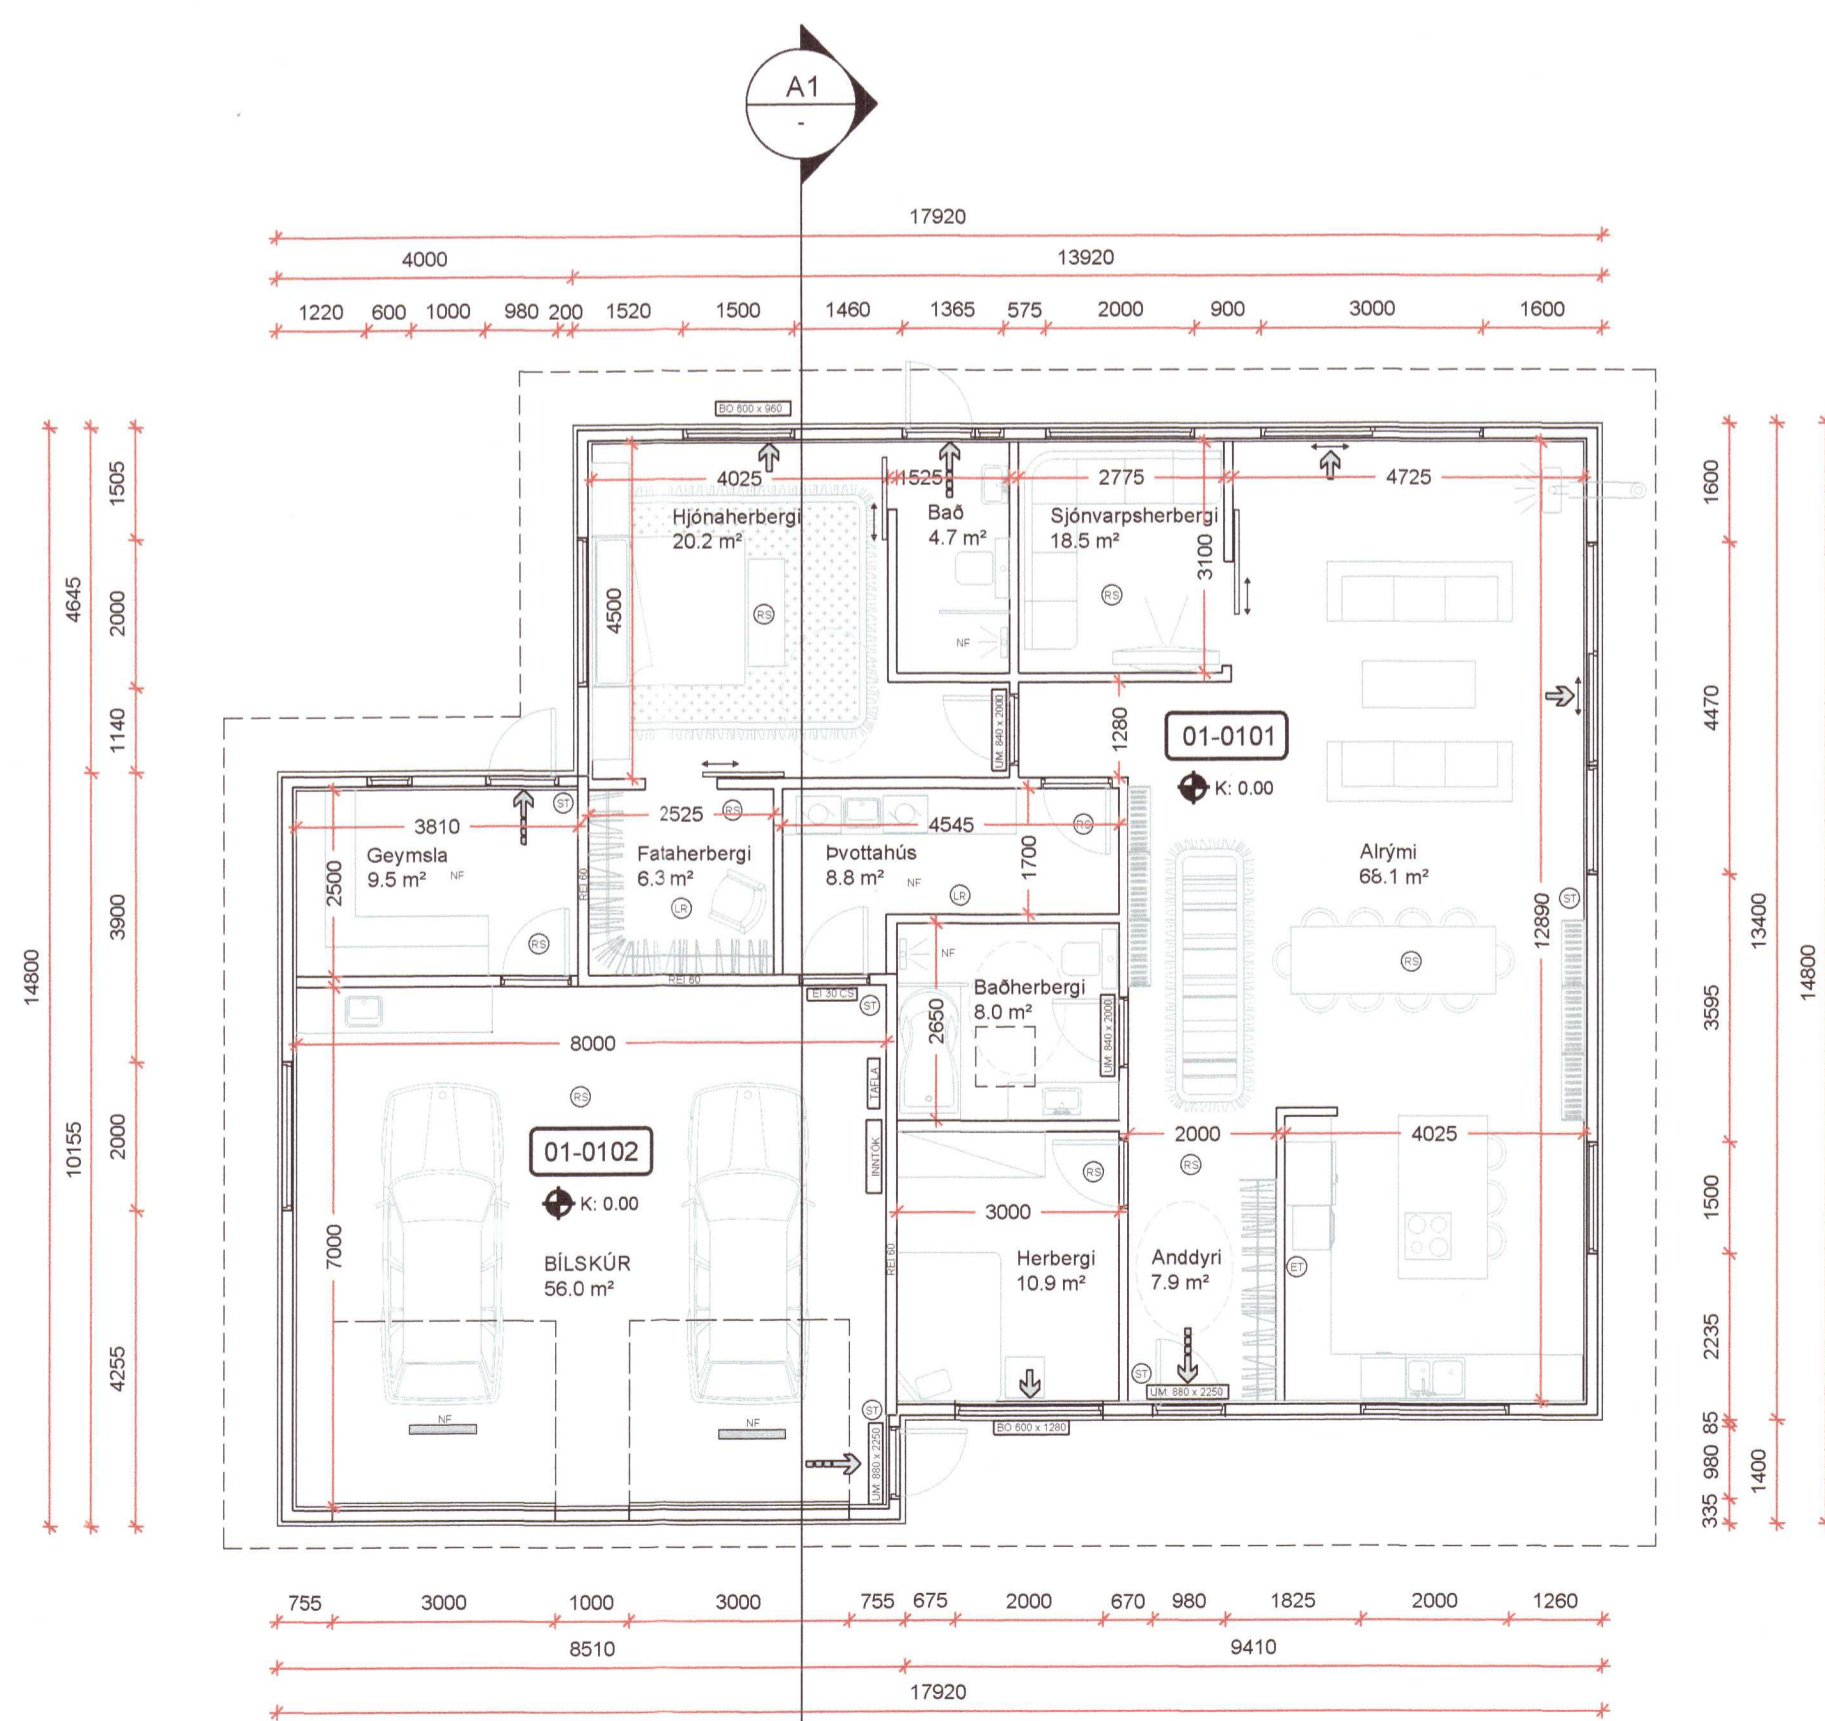 A1
-
17920
4000 13920
1220 600 1000 980 200 1520 1500 1460 1365 575 2000 900 3000 1600
BO 600 x 960
4025 1525 2775 4725
Hjónaherbergi
20.2 m²
Bað
4.7 m²
Sjónvarpsherbergi
18.5 m²
3100
4500
RS
RS
NF
UM: 840 x 2000
1280
01-0101
K: 0.00
ST
3810
2525
RS
4545
RS
Geymsla
9.5 m²
NF
2500
REI 60
Fataherbergi
6.3 m²
LR
Þvottahús
8.8 m²
NF
LR
1700
Alrými
68.1 m²
ST
12890
RS
RS
REI 60
EI 30 CS
ST
NF
Baðherbergi
8.0 m²
2650
UM: 840 x 2000
8000
RS
TAFLA
INNTÖK
01-0102
K: 0.00
7000
BÍLSKÚR
56.0 m²
REI 60
RS
2000
RS
4025
3000
Herbergi
10.9 m²
Anddyri
7.9 m²
ET
ST
UM: 880 x 2250
BO 600 x 1280
NF
NF
ST
UM: 880 x 2250
14800
4645
10155
1505
2000
1140
3900
2000
4255
1600
4470
3595
1500
2235
85
980
335
13400
1400
14800
755 3000 1000 3000 755 675 2000 670 980 1825 2000 1260
8510 9410
17920